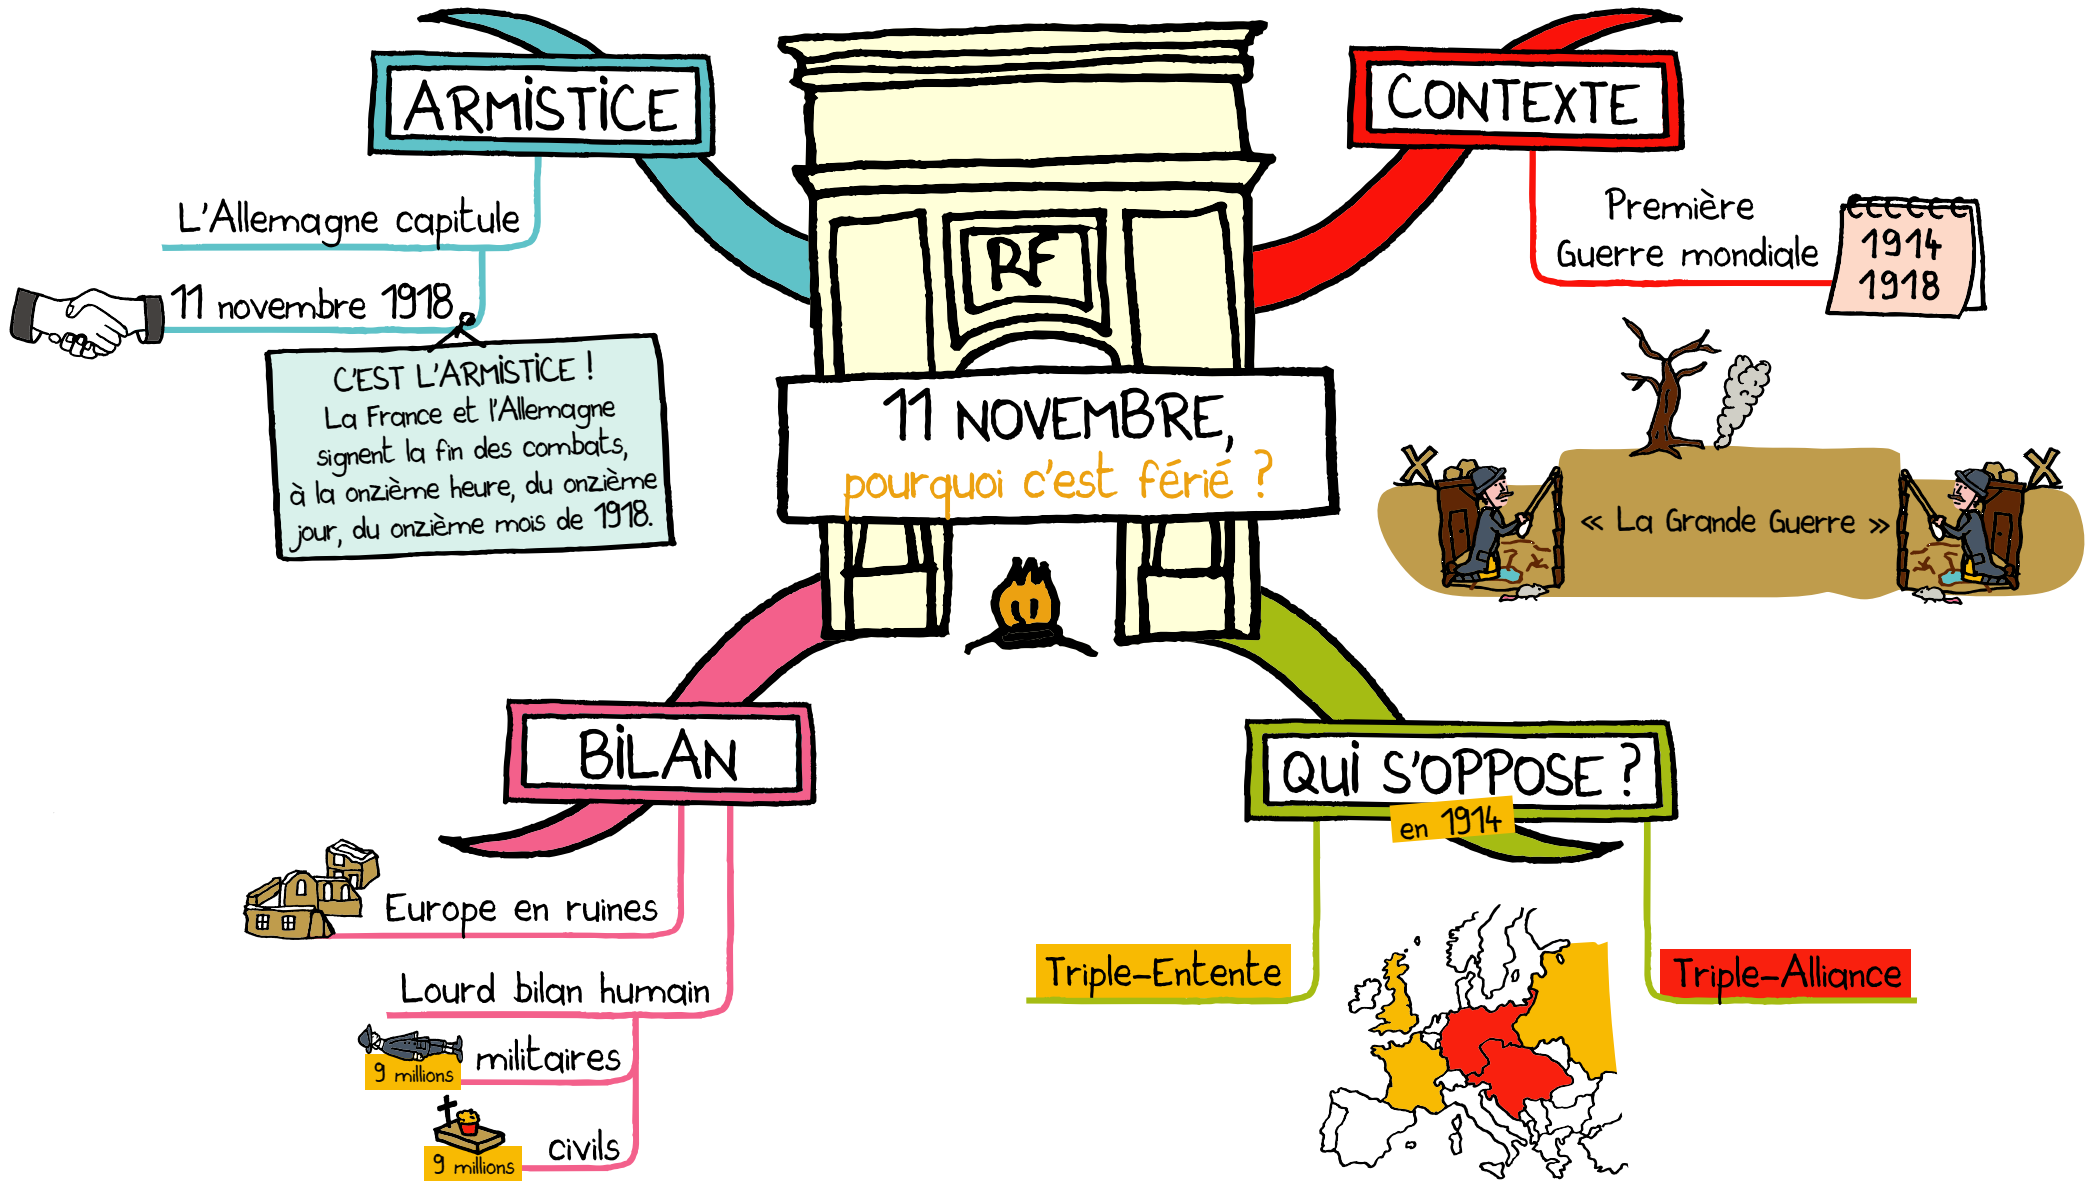 ARMISTICE
L'Allemagne capitule
11 novembre 1918
C'EST L'ARMISTICE !
La France et l'Allemagne
signent la fin des combats,
à la onzième heure, du onzième
jour, du onzième mois de 1918.
RF
11 NOVEMBRE,
pourquoi c'est férié ?
CONTEXTE
Première
Guerre mondiale
1914
1918
« La Grande Guerre »
BILAN
Europe en ruines
Lourd bilan humain
militaires
9 millions
civils
9 millions
QUI S'OPPOSE ?
en 1914
Triple-Entente
Triple-Alliance